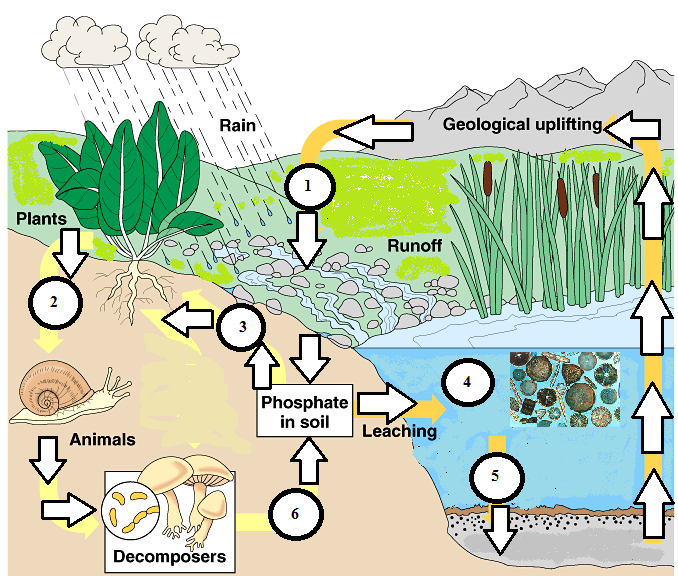 Rain
Geological uplifting
1
Plants
Runoff
2
3
4
Phosphate
in soil
Animals
Leaching
5
6
Decomposers